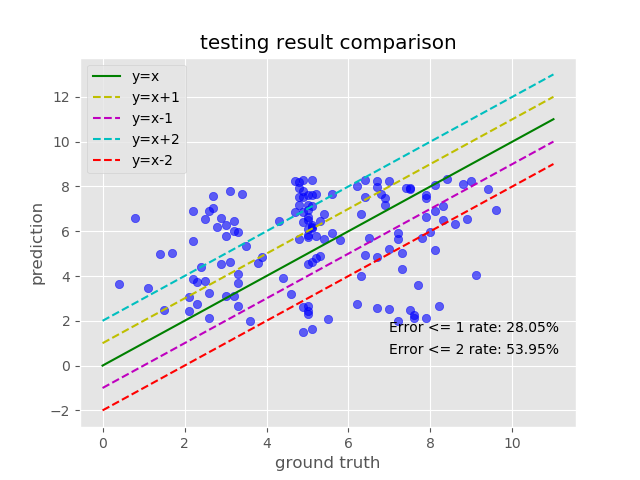 testing result comparison
y=x
y=x+1
y=x-1
y=x+2
y=x-2
12
10
8
6
4
2
0
−2
prediction
Error <= 1 rate: 28.05%
Error <= 2 rate: 53.95%
0 2 4 6 8 10
ground truth